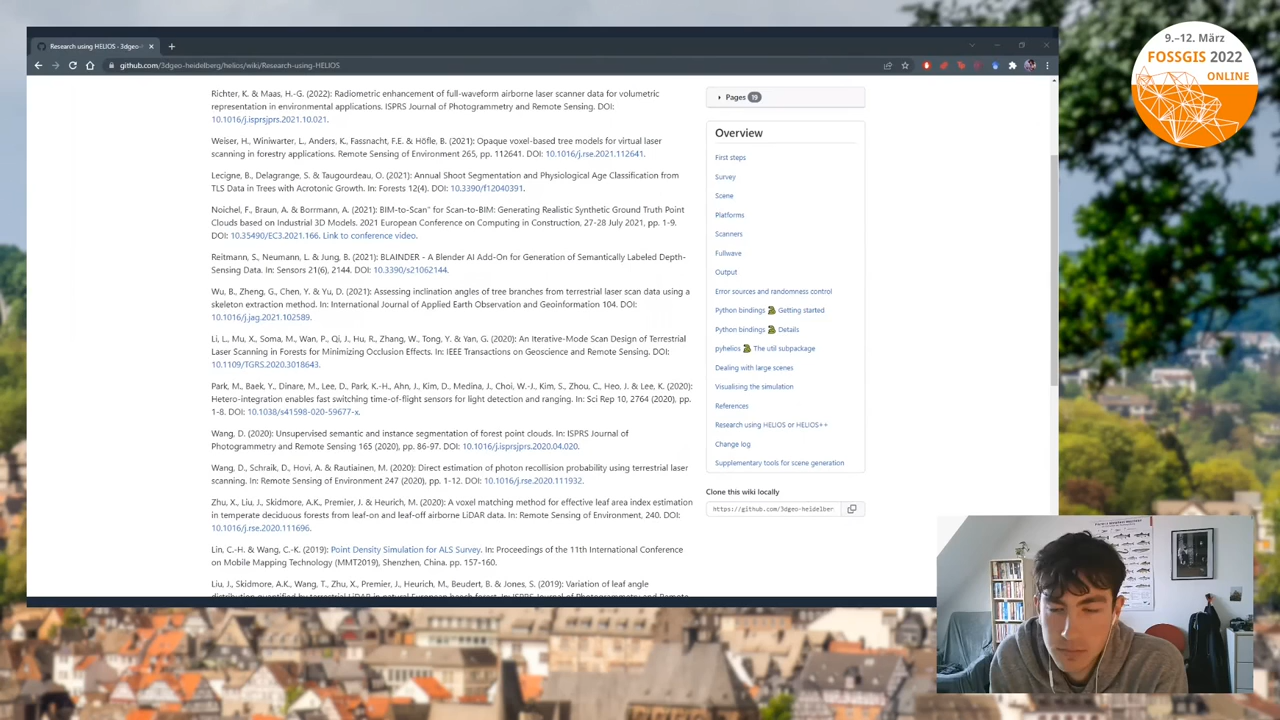 9.–12. März
FOSSGIS 2022
ONLINE
Research using HELIOS · 3dgeo-
github.com/3dgeo-heidelberg/helios/wiki/Research-using-HELIOS
Richter, K. & Maas, H.-G. (2022): Radiometric enhancement of full-waveform airborne laser scanner data for volumetric
representation in environmental applications. ISPRS Journal of Photogrammetry and Remote Sensing. DOI:
10.1016/j.isprsjprs.2021.10.021.
Weiser, H., Winiwarter, L., Anders, K., Fassnacht, F.E. & Höfle, B. (2021): Opaque voxel-based tree models for virtual laser
scanning in forestry applications. Remote Sensing of Environment 265, pp. 112641. DOI: 10.1016/j.rse.2021.112641.
Lecigne, B., Delagrange, S. & Taugourdeau, O. (2021): Annual Shoot Segmentation and Physiological Age Classification from
TLS Data in Trees with Acrotonic Growth. In: Forests 12(4). DOI: 10.3390/f12040391.
Noichel, F., Braun, A. & Borrmann, A. (2021): BIM-to-Scan" for Scan-to-BIM: Generating Realistic Synthetic Ground Truth Point
Clouds based on Industrial 3D Models. 2021 European Conference on Computing in Construction, 27-28 July 2021, pp. 1-9.
DOI: 10.35490/EC3.2021.166. Link to conference video.
Reitmann, S., Neumann, L. & Jung, B. (2021): BLAINDER - A Blender AI Add-On for Generation of Semantically Labeled Depth-
Sensing Data. In: Sensors 21(6), 2144. DOI: 10.3390/s21062144.
Wu, B., Zheng, G., Chen, Y. & Yu, D. (2021): Assessing inclination angles of tree branches from terrestrial laser scan data using a
skeleton extraction method. In: International Journal of Applied Earth Observation and Geoinformation 104. DOI:
10.1016/j.jag.2021.102589.
Li, L., Mu, X., Soma, M., Wan, P., Qi, J., Hu, R., Zhang, W., Tong, Y. & Yan, G. (2020): An Iterative-Mode Scan Design of Terrestrial
Laser Scanning in Forests for Minimizing Occlusion Effects. In: IEEE Transactions on Geoscience and Remote Sensing. DOI:
10.1109/TGRS.2020.3018643.
Park, M., Baek, Y., Dinare, M., Lee, D., Park, K.-H., Ahn, J., Kim, D., Medina, J., Choi, W.-J., Kim, S., Zhou, C., Heo, J. & Lee, K. (2020):
Hetero-integration enables fast switching time-of-flight sensors for light detection and ranging. In: Sci Rep 10, 2764 (2020), pp.
1-8. DOI: 10.1038/s41598-020-59677-x.
Wang, D. (2020): Unsupervised semantic and instance segmentation of forest point clouds. In: ISPRS Journal of
Photogrammetry and Remote Sensing 165 (2020), pp. 86-97. DOI: 10.1016/j.isprsjprs.2020.04.020.
Wang, D., Schraik, D., Hovi, A. & Rautiainen, M. (2020): Direct estimation of photon recollision probability using terrestrial laser
scanning. In: Remote Sensing of Environment 247 (2020), pp. 1-12. DOI: 10.1016/j.rse.2020.111932.
Zhu, X., Liu, J., Skidmore, A.K., Premier, J. & Heurich, M. (2020): A voxel matching method for effective leaf area index estimation
in temperate deciduous forests from leaf-on and leaf-off airborne LiDAR data. In: Remote Sensing of Environment, 240. DOI:
10.1016/j.rse.2020.111696.
Lin, C.-H. & Wang, C.-K. (2019): Point Density Simulation for ALS Survey. In: Proceedings of the 11th International Conference
on Mobile Mapping Technology (MMT2019), Shenzhen, China. pp. 157-160.
Liu, J., Skidmore, A.K., Wang, T., Zhu, X., Premier, J., Heurich, M., Beudert, B. & Jones, S. (2019): Variation of leaf angle
distribution quantified by terrestrial LiDAR in natural European beech forest. In: ISPRS Journal of Photogrammetry and Remote
Pages 19
Overview
First steps
Survey
Scene
Platforms
Scanners
Fullwave
Output
Error sources and randomness control
Python bindings Getting started
Python bindings Details
pyhelios The util subpackage
Dealing with large scenes
Visualising the simulation
References
Research using HELIOS or HELIOS++
Change log
Supplementary tools for scene generation
Clone this wiki locally
https://github.com/3dgeo-heidelber